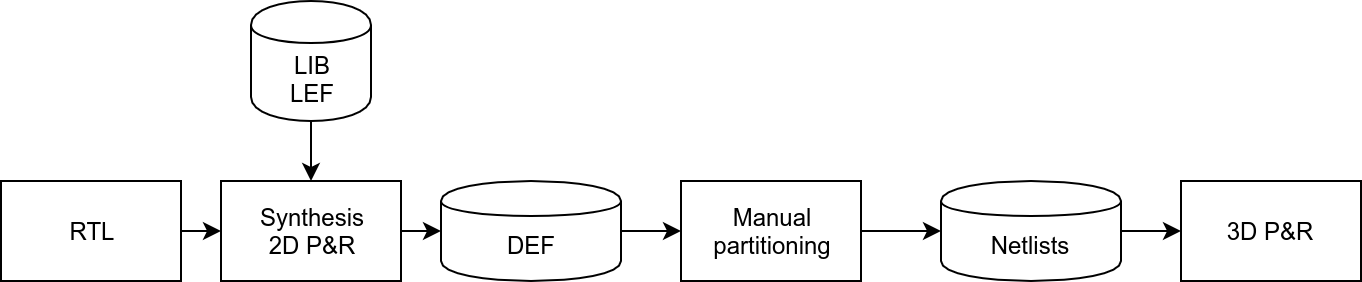 LIB
LEF
RTL
Synthesis
2D P&R
DEF
Manual
partitioning
Netlists
3D P&R